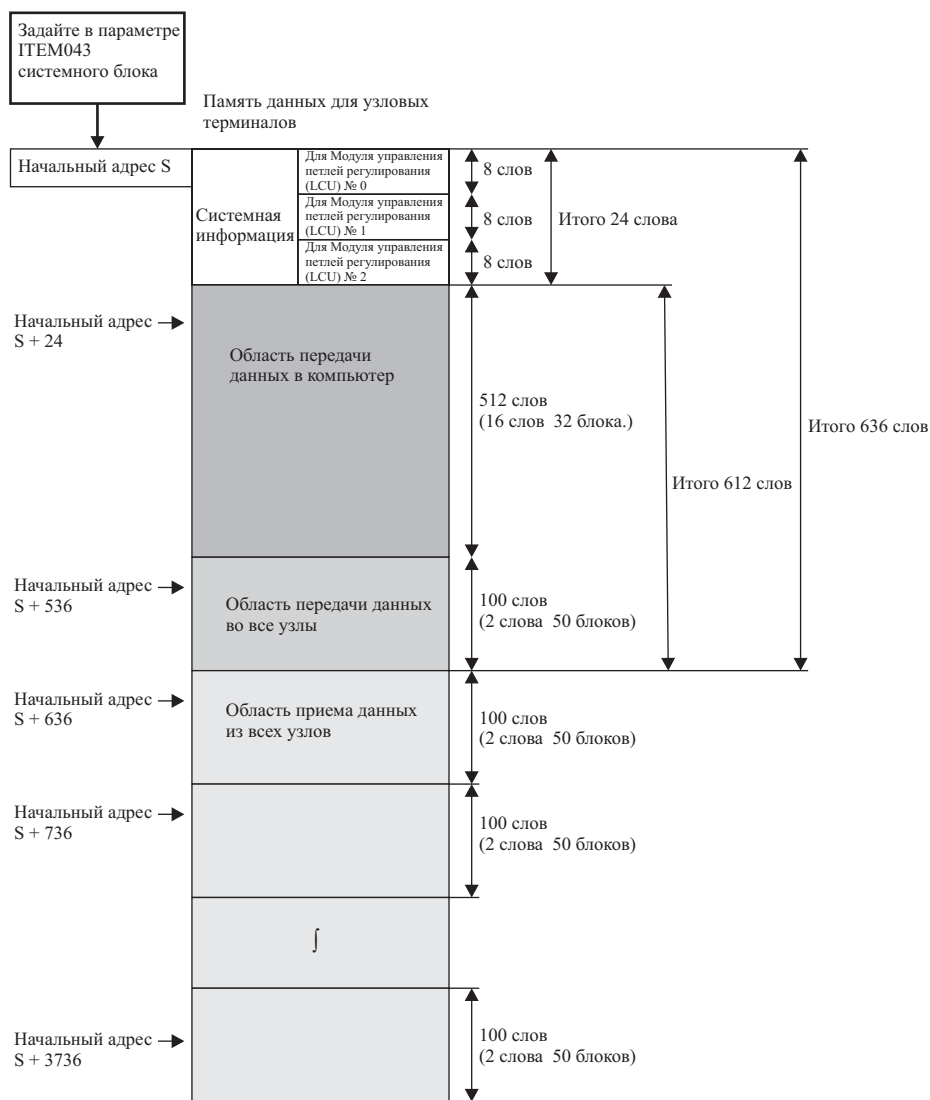 Задайте в параметре
ITEM043
системного блока
Память данных для узловых
терминалов
Начальный адрес S
Системная
информация
Для Модуля управления
петлей регулирования
(LCU) № 0
8 слов
Для Модуля управления
петлей регулирования
(LCU) № 1
8 слов
Для Модуля управления
петлей регулирования
(LCU) № 2
8 слов
Итого 24 слова
Начальный адрес
S + 24
Область передачи
данных в компьютер
512 слов
(16 слов 32 блока.)
Итого 636 слов
Итого 612 слов
Начальный адрес
S + 536
Область передачи данных
во все узлы
100 слов
(2 слова 50 блоков)
Начальный адрес
S + 636
Область приема данных
из всех узлов
100 слов
(2 слова 50 блоков)
Начальный адрес
S + 736
100 слов
(2 слова 50 блоков)
∫
Начальный адрес
S + 3736
100 слов
(2 слова 50 блоков)